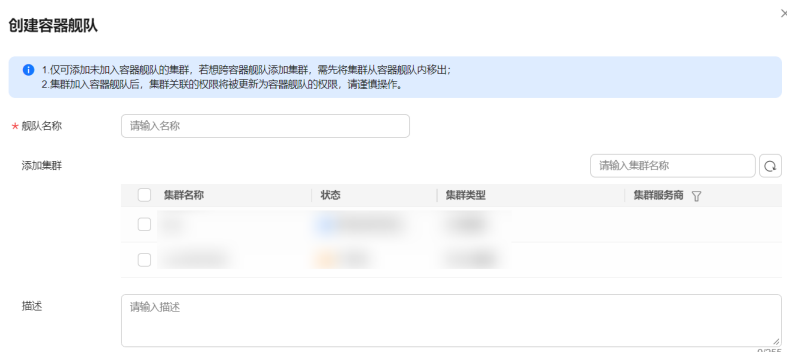 创建容器舰队
1.仅可添加未加入容器舰队的集群，若想跨容器舰队添加集群，需先将集群从容器舰队内移出；
2.集群加入容器舰队后，集群关联的权限将被更新为容器舰队的权限，请谨慎操作。
* 舰队名称 请输入名称
添加集群 请输入集群名称
集群名称 状态 集群类型 集群服务商
描述 请输入描述
0/255